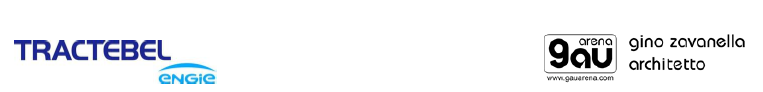 TRACTEBEL
ENGIE
arena
gau
www.gauarena.com
gino zavanella
architetto